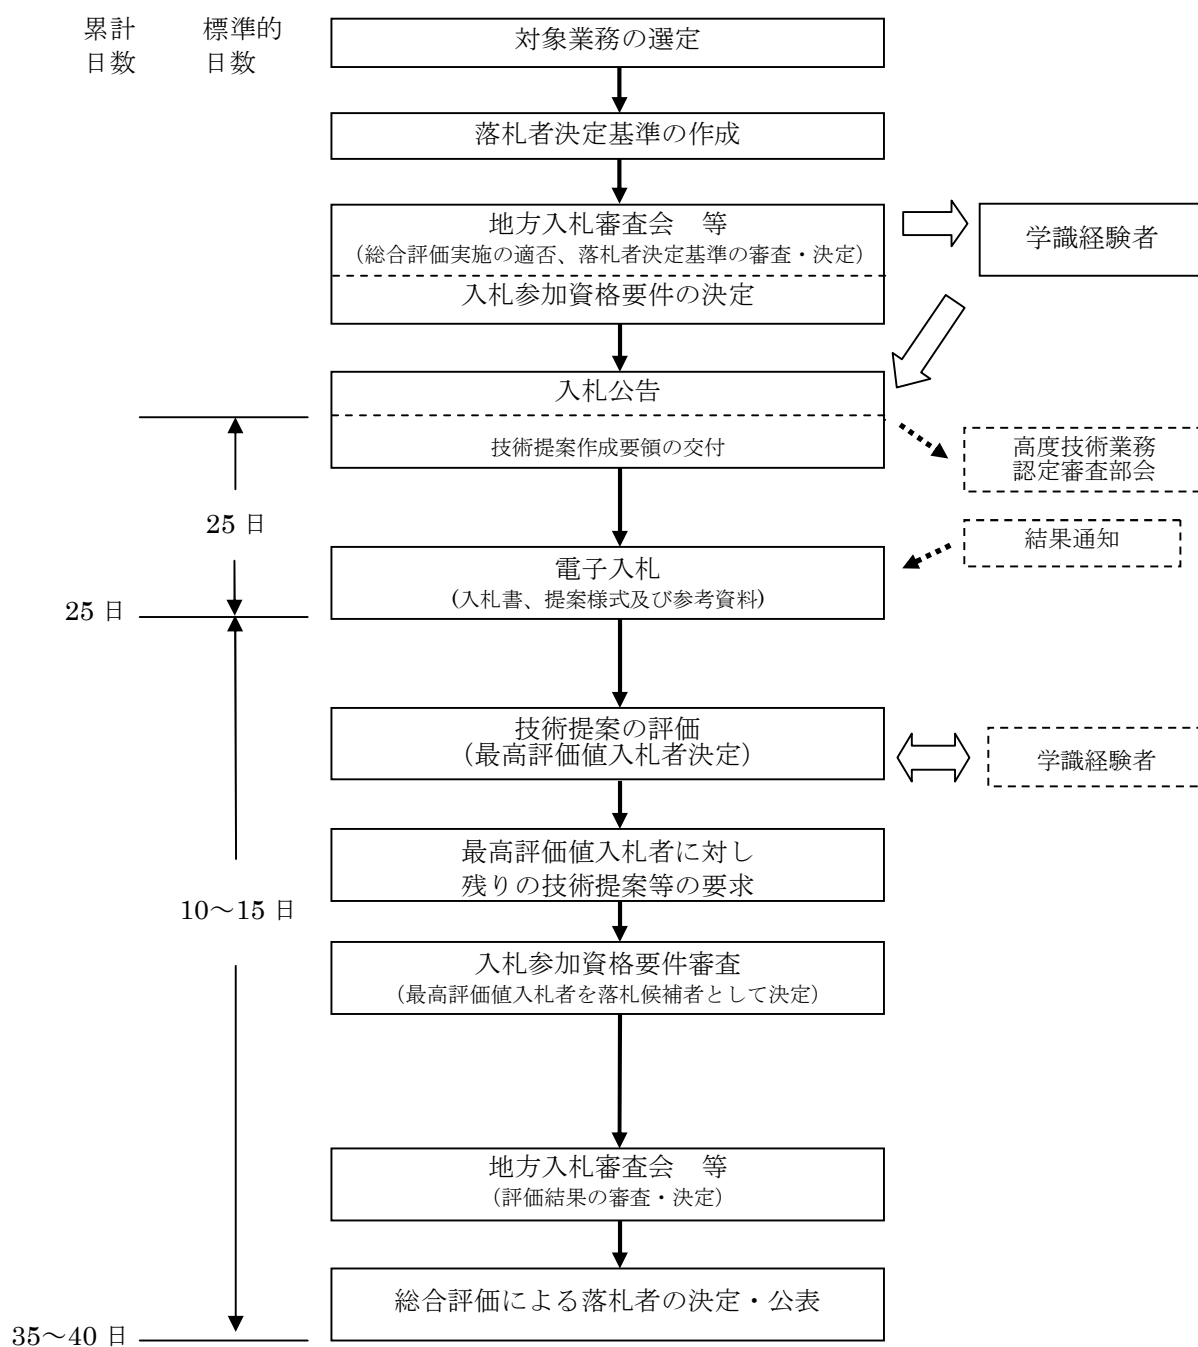 累計
日数
標準的
日数
対象業務の選定
落札者決定基準の作成
地方入札審査会　等
（総合評価実施の適否、落札者決定基準の審査・決定）
入札参加資格要件の決定
学識経験者
入札公告
技術提案作成要領の交付
高度技術業務
認定審査部会
25 日
結果通知
電子入札
(入札書、提案様式及び参考資料)
25 日
技術提案の評価
（最高評価値入札者決定）
学識経験者
最高評価値入札者に対し
残りの技術提案等の要求
10～15 日
入札参加資格要件審査
（最高評価値入札者を落札候補者として決定）
地方入札審査会　等
（評価結果の審査・決定）
総合評価による落札者の決定・公表
35～40 日